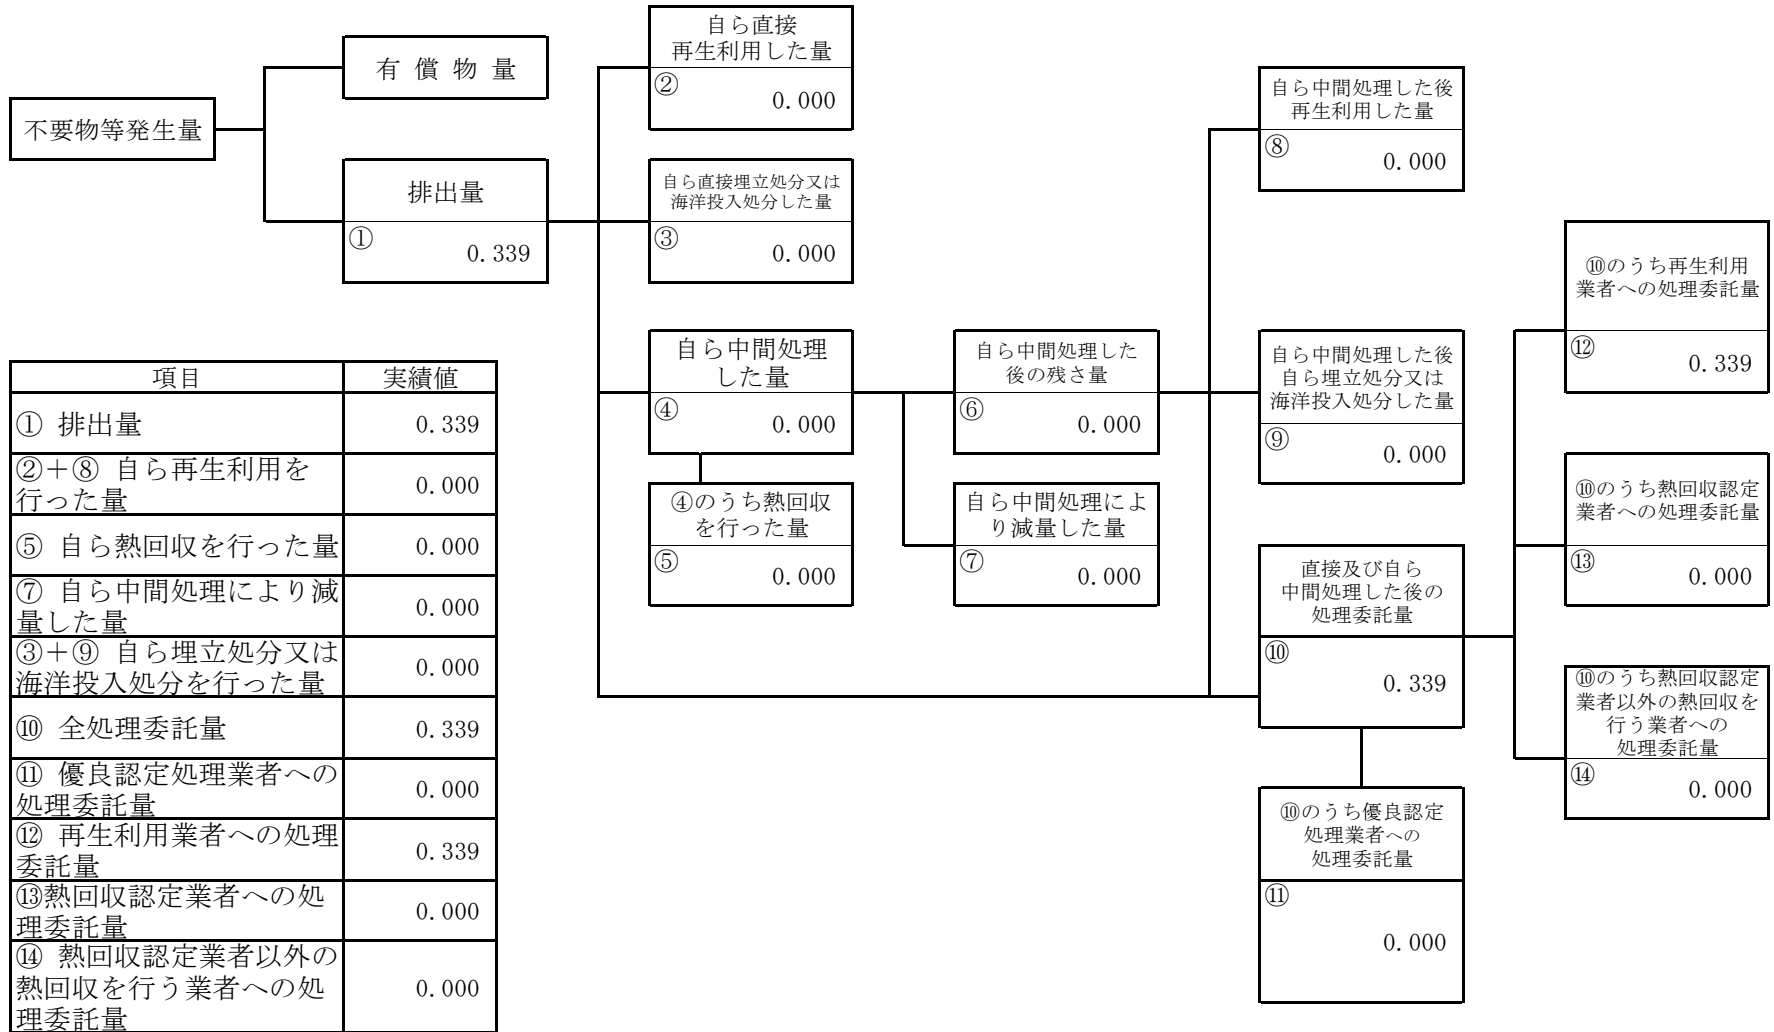 不要物等発生量
有 償 物 量
排出量
①
0.339
自ら直接
再生利用した量
②
0.000
自ら直接埋立処分又は
海洋投入処分した量
③
0.000
自ら中間処理
した量
④
0.000
④のうち熱回収
を行った量
⑤
0.000
自ら中間処理した
後の残さ量
⑥
0.000
自ら中間処理によ
り減量した量
⑦
0.000
自ら中間処理した後
再生利用した量
⑧
0.000
自ら中間処理した後
自ら埋立処分又は
海洋投入処分した量
⑨
0.000
直接及び自ら
中間処理した後の
処理委託量
⑩
0.339
⑩のうち優良認定
処理業者への
処理委託量
⑪
0.000
⑩のうち再生利用
業者への処理委託量
⑫
0.339
⑩のうち熱回収認定
業者への処理委託量
⑬
0.000
⑩のうち熱回収認定
業者以外の熱回収を
行う業者への
処理委託量
⑭
0.000
項目 実績値
① 排出量 0.339
②＋⑧ 自ら再生利用を
行った量 0.000
⑤ 自ら熱回収を行った量 0.000
⑦ 自ら中間処理により減
量した量 0.000
③＋⑨ 自ら埋立処分又は
海洋投入処分を行った量 0.000
⑩ 全処理委託量 0.339
⑪ 優良認定処理業者への
処理委託量 0.000
⑫ 再生利用業者への処理
委託量 0.339
⑬熱回収認定業者への処
理委託量 0.000
⑭ 熱回収認定業者以外の
熱回収を行う業者への処
理委託量 0.000